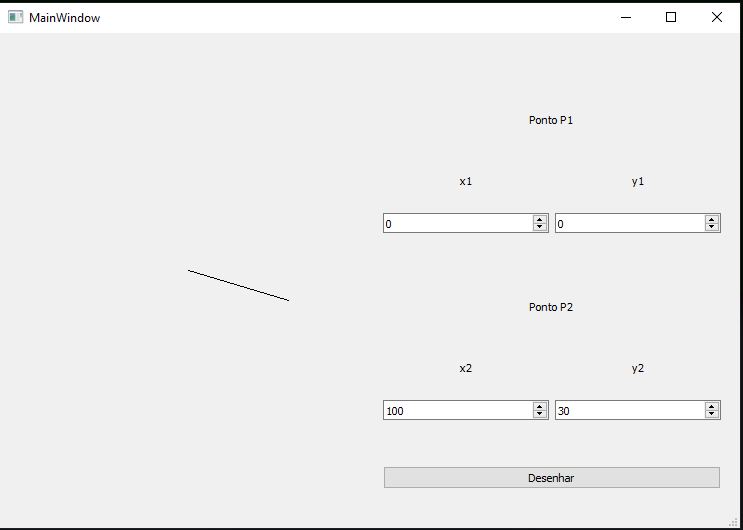 MainWindow
Ponto P1
x1 y1
0 0
Ponto P2
x2 y2
100 30
Desenhar